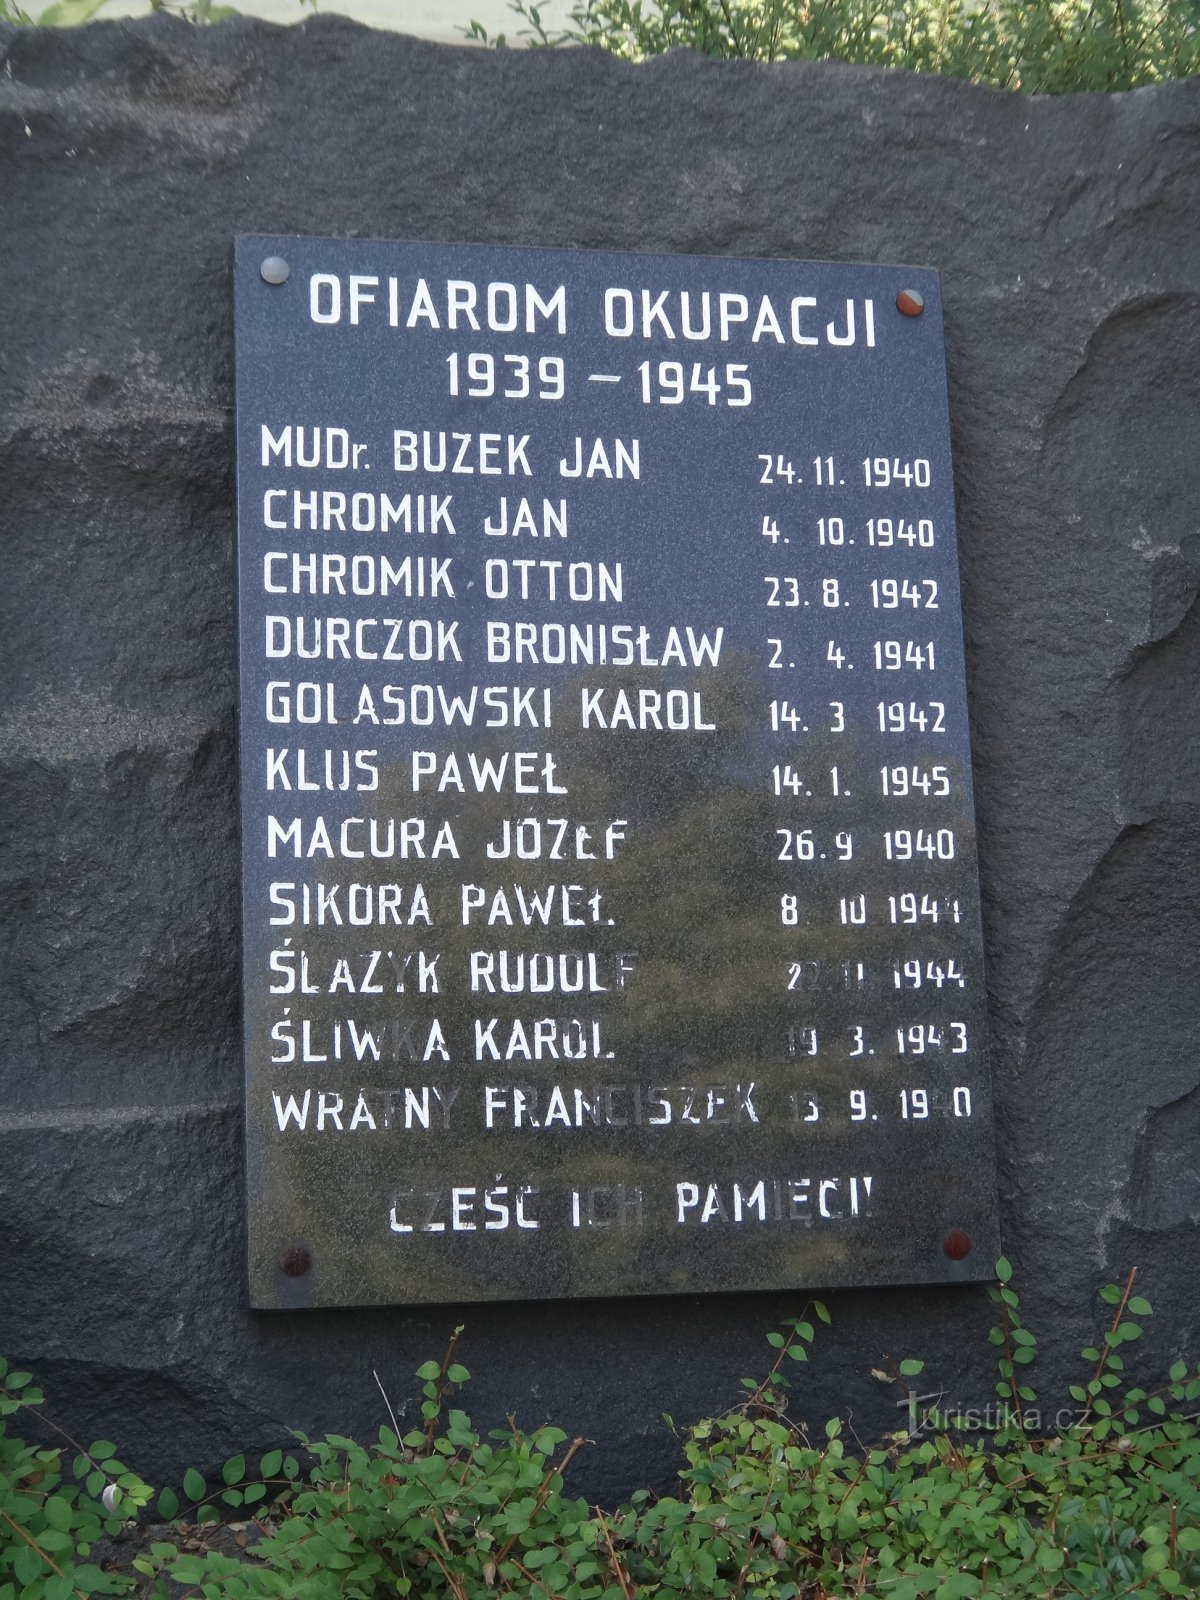 OFIAROM OKUPACJI
1939 – 1945
MUDr. BUZEK JAN 24. 11. 1940
CHROMIK JAN 4. 10. 1940
CHROMIK OTTON 23. 8. 1942
DURCZOK BRONISŁAW 2. 4. 1941
GOLASOWSKI KAROL 14. 3 1942
KLUS PAWEŁ 14. 1. 1945
MACURA JÓZEF 26. 9 1940
SIKORA PAWEŁ 8 10 1941
ŚLAZYK RUDOLF 22 11 1944
ŚLIWKA KAROL 19 3. 1943
WRATNY FRANCISZEK 13 9. 1940
CZEŚĆ ICH PAMIĘCI!
Turistika.cz